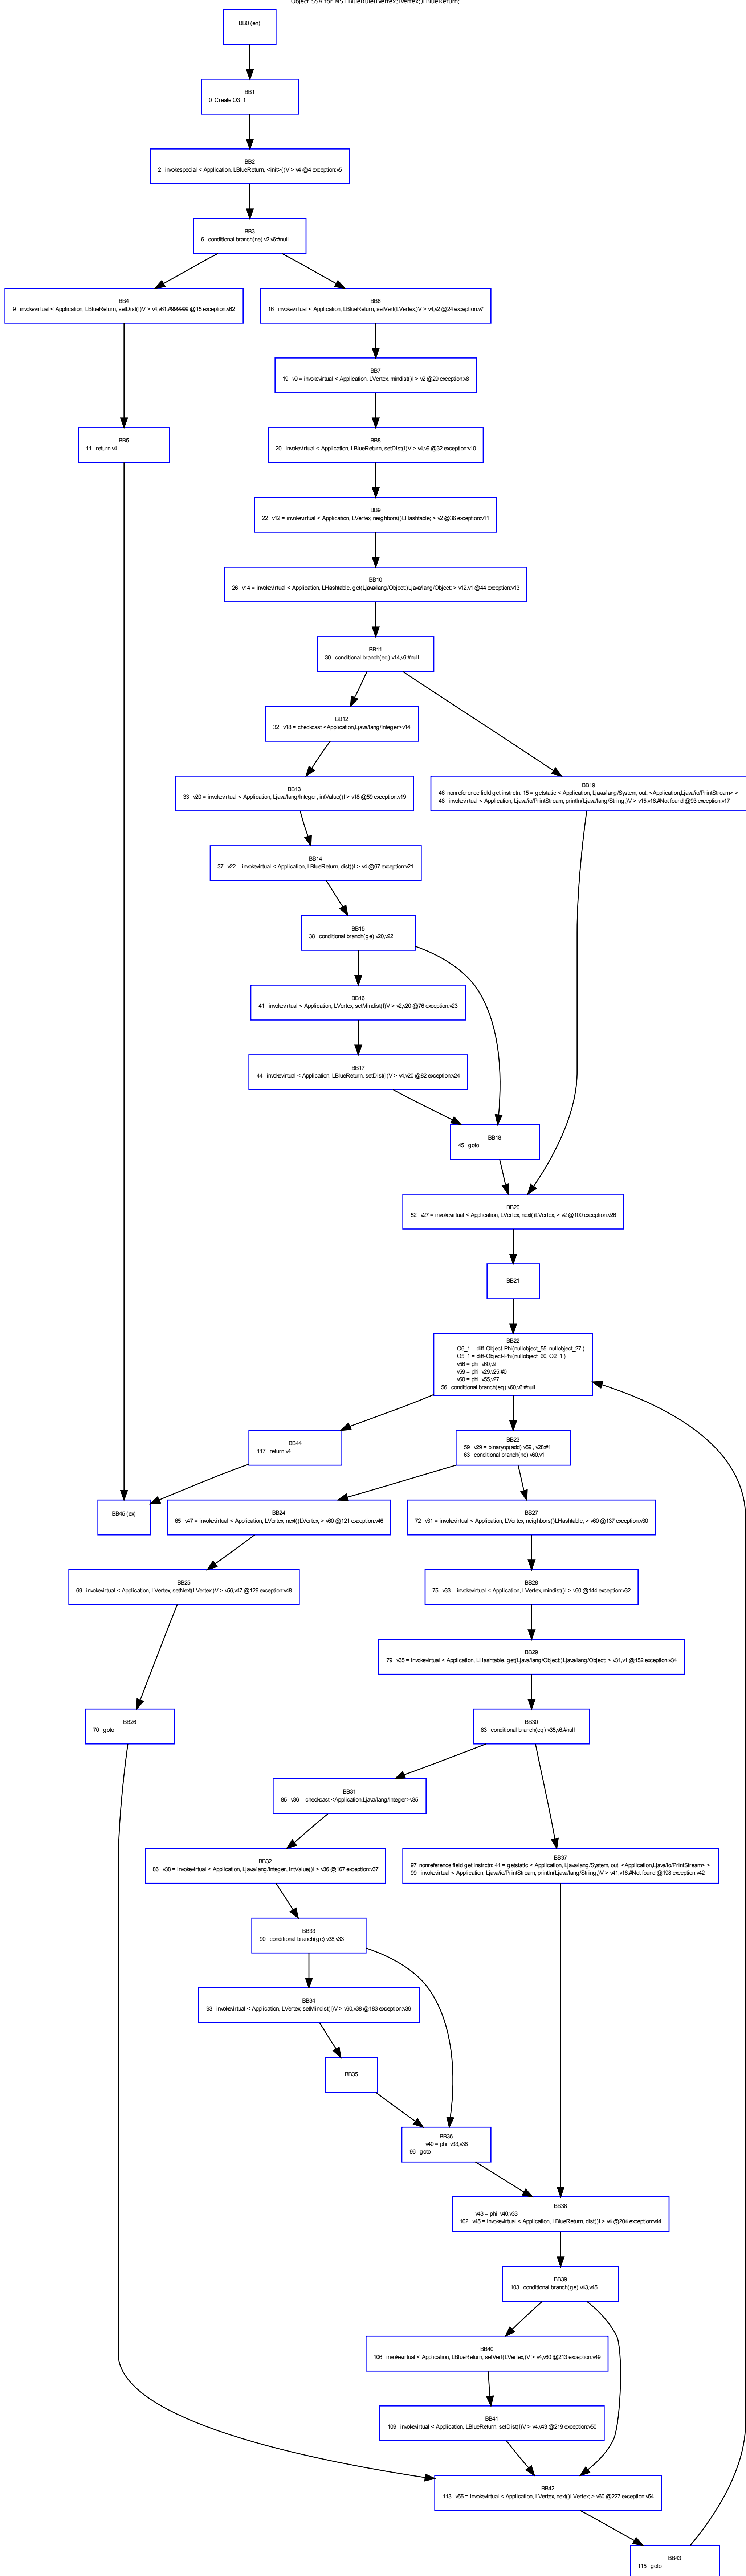 Object SSA for MST.BlueRule(LVertex;LVertex;)LBlueReturn;
BB0 (en)
BB1
0 Create O3_1
BB2
2 invokespecial < Application, LBlueReturn, <init>()V > v4 @4 exception:v5
BB3
6 conditional branch(ne) v2,v6:#null
BB4
9 invokevirtual < Application, LBlueReturn, setDist(I)V > v4,v61:#999999 @15 exception:v62
BB6
16 invokevirtual < Application, LBlueReturn, setVert(LVertex;)V > v4,v2 @24 exception:v7
BB7
19 v9 = invokevirtual < Application, LVertex, mindist()I > v2 @29 exception:v8
BB5
11 return v4
BB8
20 invokevirtual < Application, LBlueReturn, setDist(I)V > v4,v9 @32 exception:v10
BB9
22 v12 = invokevirtual < Application, LVertex, neighbors()LHashtable; > v2 @36 exception:v11
BB10
26 v14 = invokevirtual < Application, LHashtable, get(Ljava/lang/Object;)Ljava/lang/Object; > v12,v1 @44 exception:v13
BB11
30 conditional branch(eq) v14,v6:#null
BB12
32 v18 = checkcast <Application,Ljava/lang/Integer>v14
BB13
33 v20 = invokevirtual < Application, Ljava/lang/Integer, intValue()I > v18 @59 exception:v19
BB19
46 nonreference field get instrctn: 15 = getstatic < Application, Ljava/lang/System, out, <Application,Ljava/io/PrintStream> >
48 invokevirtual < Application, Ljava/io/PrintStream, println(Ljava/lang/String;)V > v15,v16:#Not found @93 exception:v17
BB14
37 v22 = invokevirtual < Application, LBlueReturn, dist()I > v4 @67 exception:v21
BB15
38 conditional branch(ge) v20,v22
BB16
41 invokevirtual < Application, LVertex, setMindist(I)V > v2,v20 @76 exception:v23
BB17
44 invokevirtual < Application, LBlueReturn, setDist(I)V > v4,v20 @82 exception:v24
BB18
45 goto
BB20
52 v27 = invokevirtual < Application, LVertex, next()LVertex; > v2 @100 exception:v26
BB21
BB22
O6_1 = diff-Object-Phi(nullobject_55, nullobject_27 )
O5_1 = diff-Object-Phi(nullobject_60, O2_1 )
v56 = phi v60,v2
v59 = phi v29,v25:#0
v60 = phi v55,v27
56 conditional branch(eq) v60,v6:#null
BB44
117 return v4
BB23
59 v29 = binaryop(add) v59 , v28:#1
63 conditional branch(ne) v60,v1
BB45 (ex)
BB24
65 v47 = invokevirtual < Application, LVertex, next()LVertex; > v60 @121 exception:v46
BB27
72 v31 = invokevirtual < Application, LVertex, neighbors()LHashtable; > v60 @137 exception:v30
BB25
69 invokevirtual < Application, LVertex, setNext(LVertex;)V > v56,v47 @129 exception:v48
BB28
75 v33 = invokevirtual < Application, LVertex, mindist()I > v60 @144 exception:v32
BB29
79 v35 = invokevirtual < Application, LHashtable, get(Ljava/lang/Object;)Ljava/lang/Object; > v31,v1 @152 exception:v34
BB26
70 goto
BB30
83 conditional branch(eq) v35,v6:#null
BB31
85 v36 = checkcast <Application,Ljava/lang/Integer>v35
BB32
86 v38 = invokevirtual < Application, Ljava/lang/Integer, intValue()I > v36 @167 exception:v37
BB37
97 nonreference field get instrctn: 41 = getstatic < Application, Ljava/lang/System, out, <Application,Ljava/io/PrintStream> >
99 invokevirtual < Application, Ljava/io/PrintStream, println(Ljava/lang/String;)V > v41,v16:#Not found @198 exception:v42
BB33
90 conditional branch(ge) v38,v33
BB34
93 invokevirtual < Application, LVertex, setMindist(I)V > v60,v38 @183 exception:v39
BB35
BB36
v40 = phi v33,v38
96 goto
BB38
v43 = phi v40,v33
102 v45 = invokevirtual < Application, LBlueReturn, dist()I > v4 @204 exception:v44
BB39
103 conditional branch(ge) v43,v45
BB40
106 invokevirtual < Application, LBlueReturn, setVert(LVertex;)V > v4,v60 @213 exception:v49
BB41
109 invokevirtual < Application, LBlueReturn, setDist(I)V > v4,v43 @219 exception:v50
BB42
113 v55 = invokevirtual < Application, LVertex, next()LVertex; > v60 @227 exception:v54
BB43
115 goto